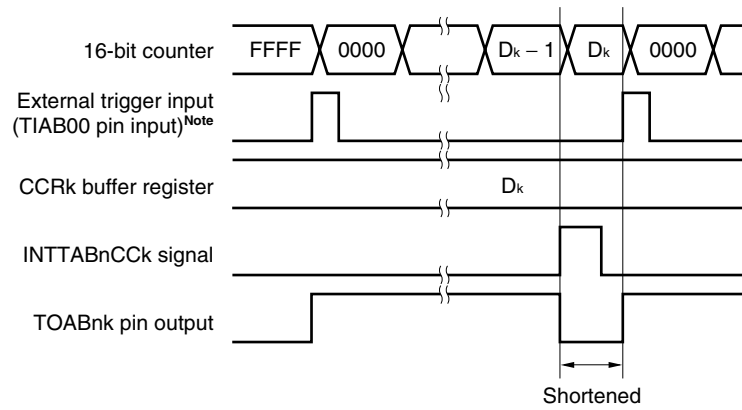 16-bit counter
FFFF 0000 Dk − 1 Dk 0000
External trigger input
(TIAB00 pin input)Note
CCRk buffer register
Dk
INTTABnCCk signal
TOABnk pin output
Shortened